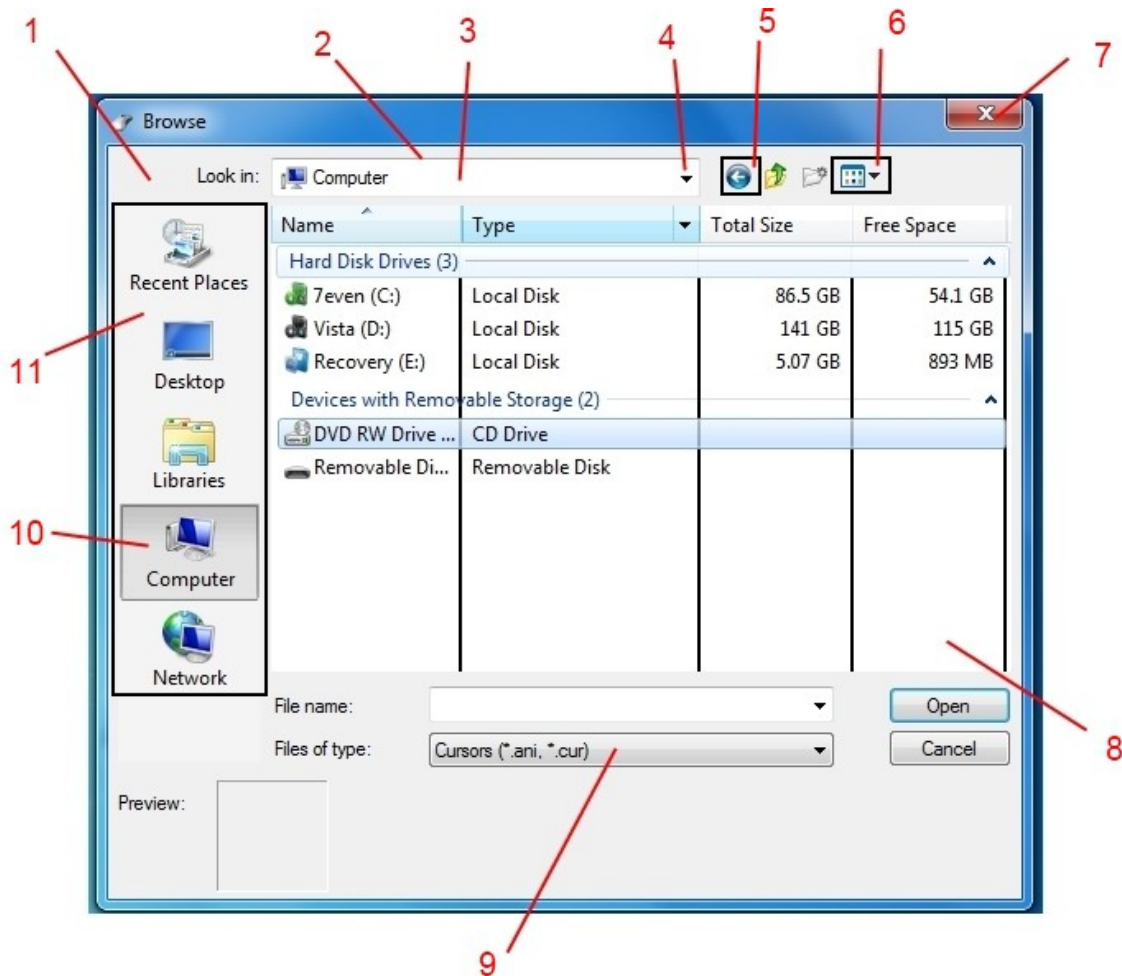 1
2
3
4
5
6
7
Browse
x
Look in:
Computer
Name
Type
Total Size
Free Space
Hard Disk Drives (3)
7even (C:)
Local Disk
86.5 GB
54.1 GB
Vista (D:)
Local Disk
141 GB
115 GB
Recovery (E:)
Local Disk
5.07 GB
893 MB
Devices with Removable Storage (2)
DVD RW Drive ...
CD Drive
Removable Di...
Removable Disk
Recent Places
Desktop
Libraries
Computer
Network
11
10
File name:
Open
Files of type:
Cursors (*.ani, *.cur)
Cancel
8
Preview:
9